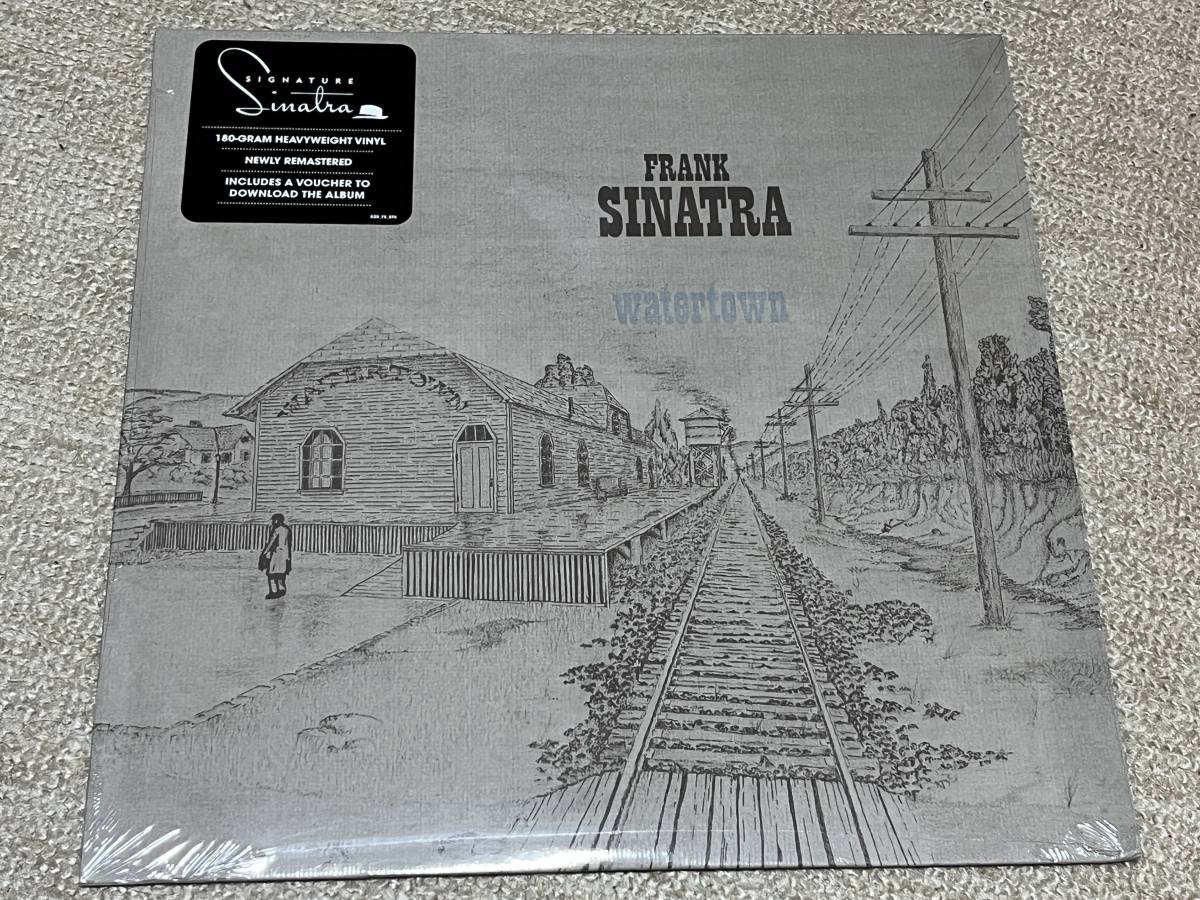 SIGNATURE
Sinatra
180-GRAM HEAVYWEIGHT VINYL
NEWLY REMASTERED
INCLUDES A VOUCHER TO
DOWNLOAD THE ALBUM
FRANK
SINATRA
watertown
WATERTOWN